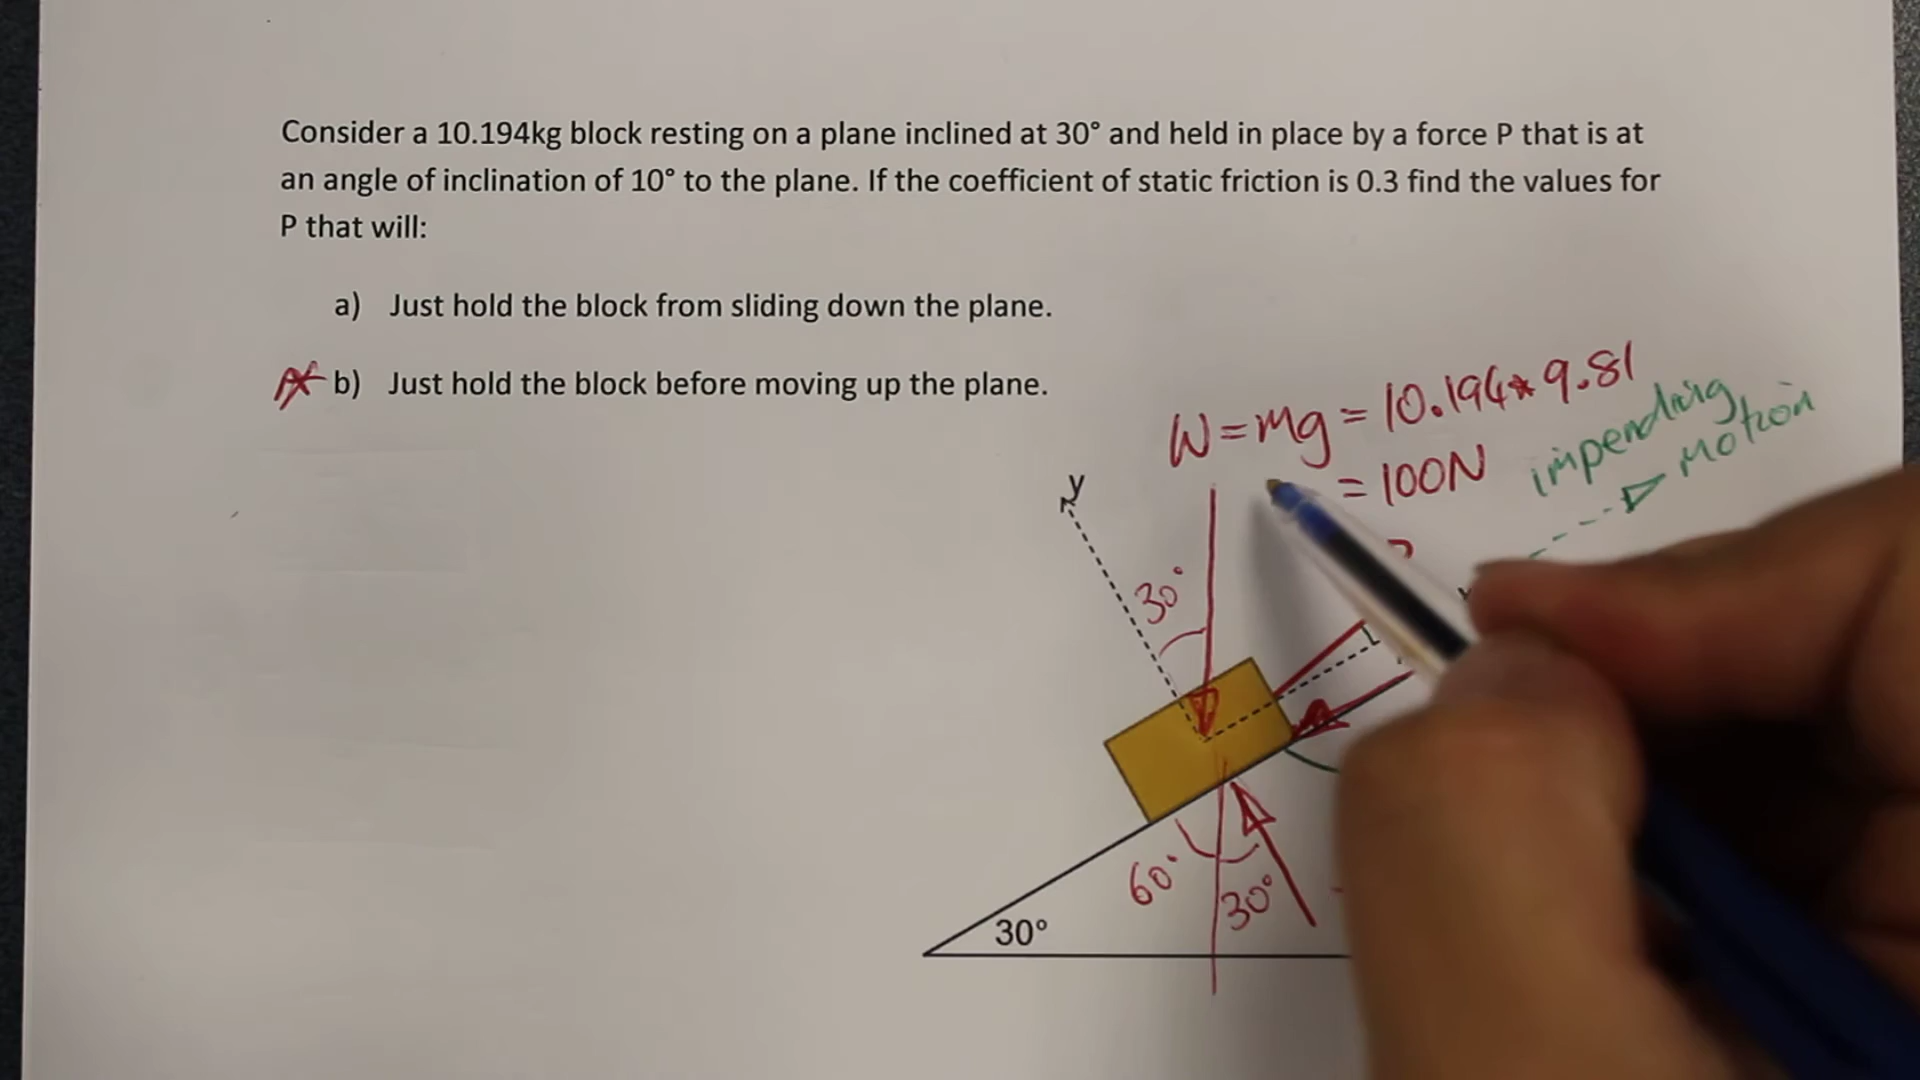 Consider a 10.194kg block resting on a plane inclined at 30° and held in place by a force P that is at
an angle of inclination of 10° to the plane. If the coefficient of static friction is 0.3 find the values for
P that will:
a) Just hold the block from sliding down the plane.
b) Just hold the block before moving up the plane.
W = mg = 10.194 * 9.81
= 100N
impending
motion
Y
30°
60°
30°
30°